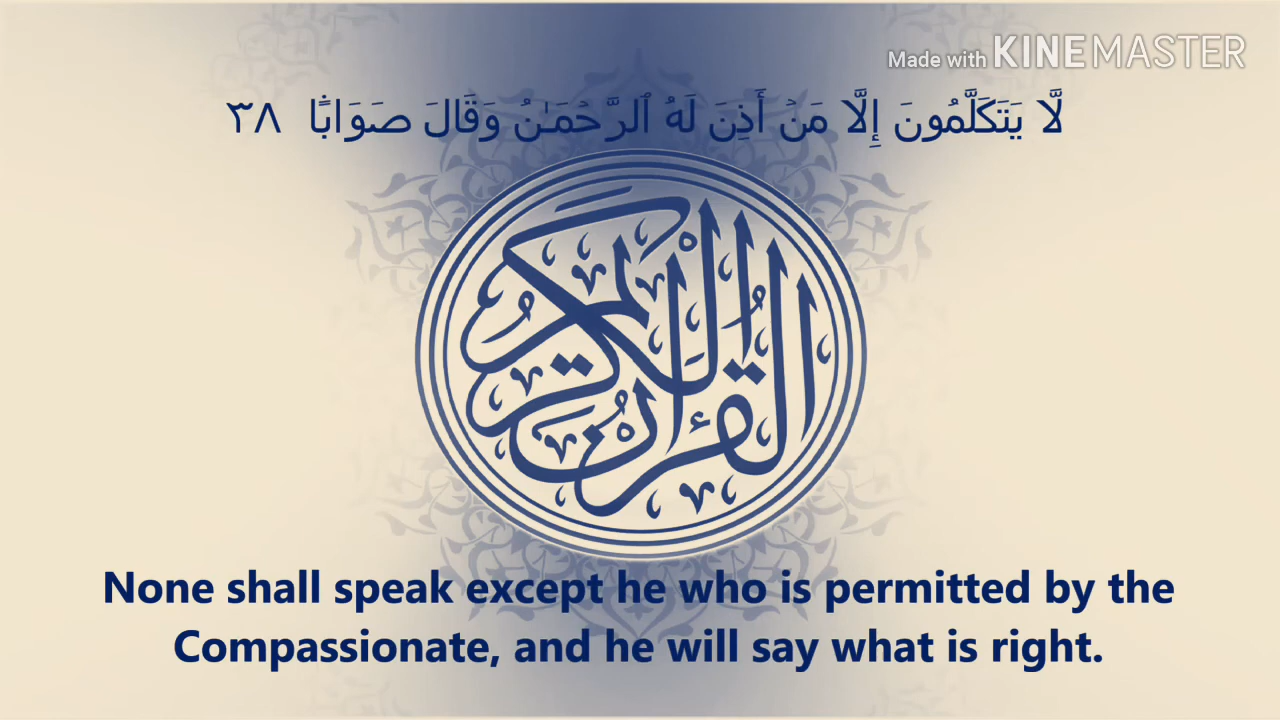 Made with KINEMASTER
لَّا يَتَكَلَّمُونَ إِلَّا مَنۡ أَذِنَ لَهُ ٱلرَّحۡمَـٰنُ وَقَالَ صَوَابࣰا ٣٨
القرآن الكريم
None shall speak except he who is permitted by the
Compassionate, and he will say what is right.